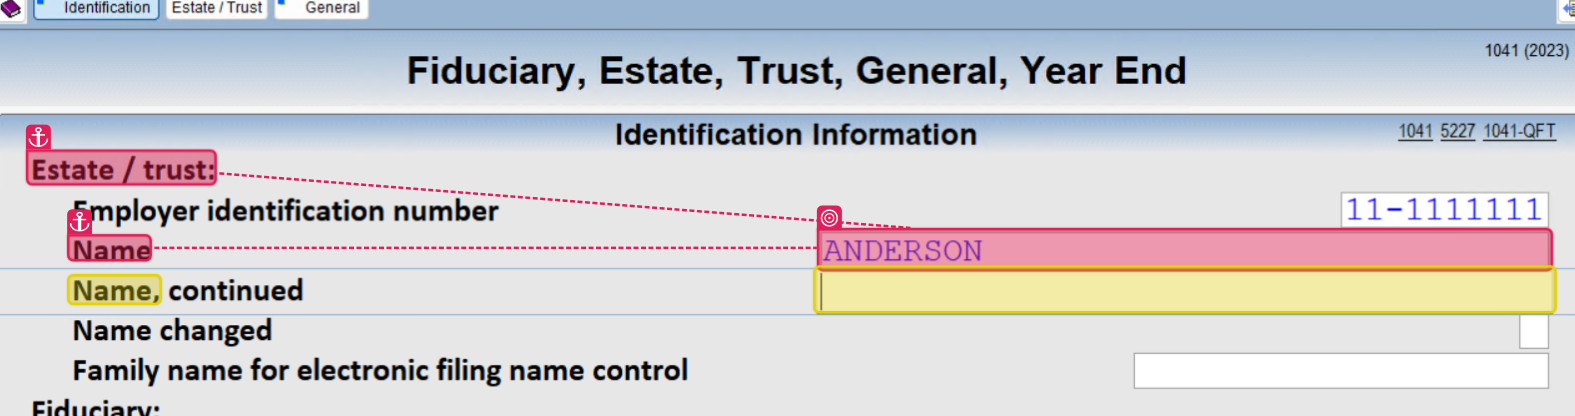 Identification Estate / Trust General
1041 (2023)
Fiduciary, Estate, Trust, General, Year End
Identification Information
1041 5227 1041-QFT
Estate / trust:
Employer identification number 11-1111111
Name ANDERSON
Name, continued
Name changed
Family name for electronic filing name control
Fiduciary: